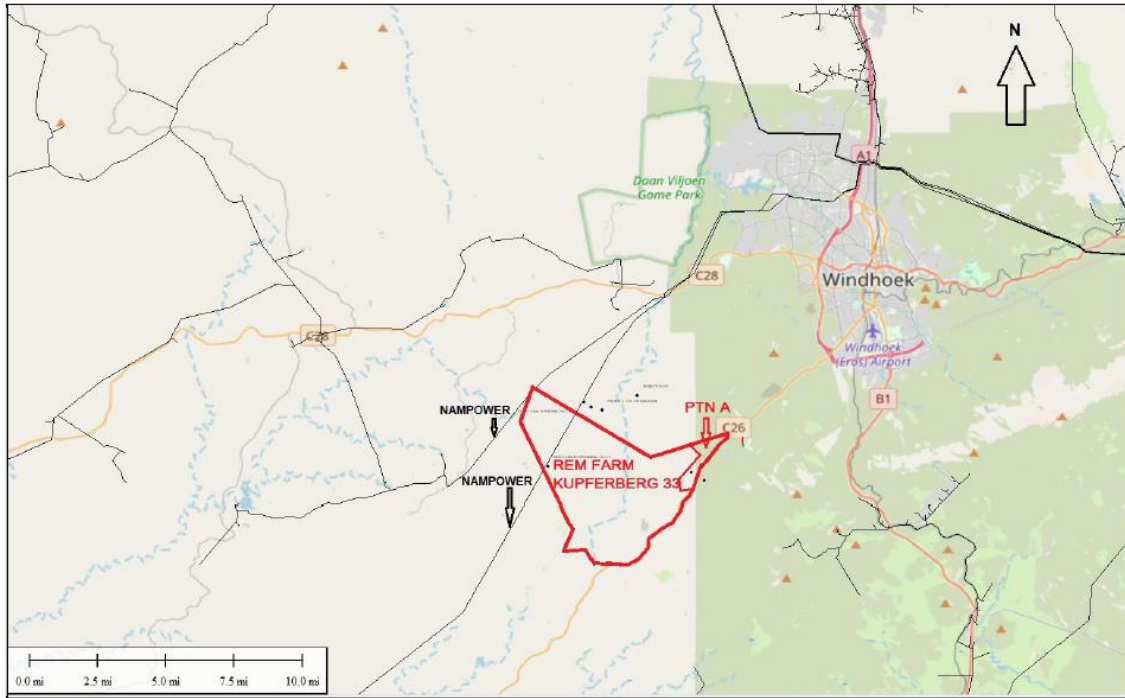 N
A1
Daan Viljoen
Game Park
C28
Windhoek
C28
Windhoek
(Eros) Airport
B1
NAMPOWER
PTN A
C26
REM FARM
KUPFERBERG 33
NAMPOWER
0.0 mi 2.5 mi 5.0 mi 7.5 mi 10.0 mi